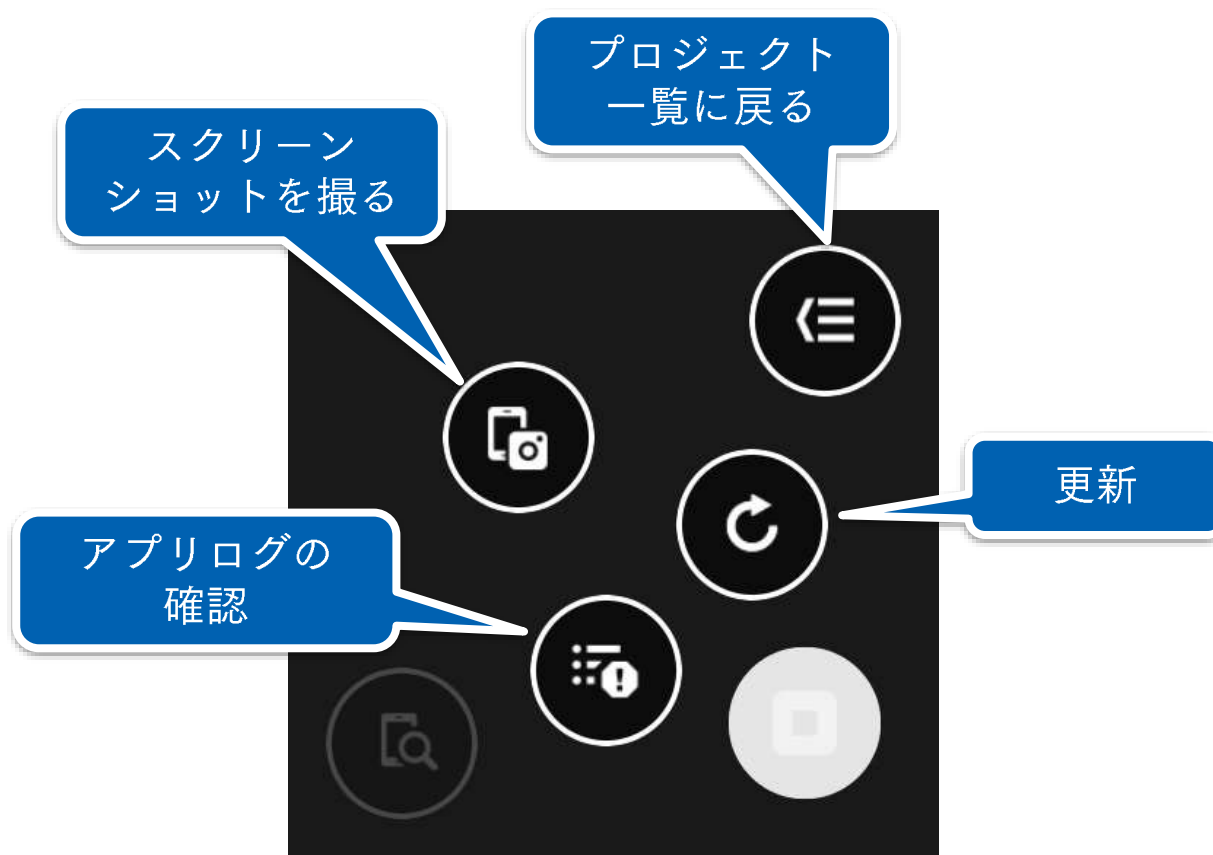 プロジェクト
一覧に戻る
スクリーン
ショットを撮る
更新
アプリログの
確認